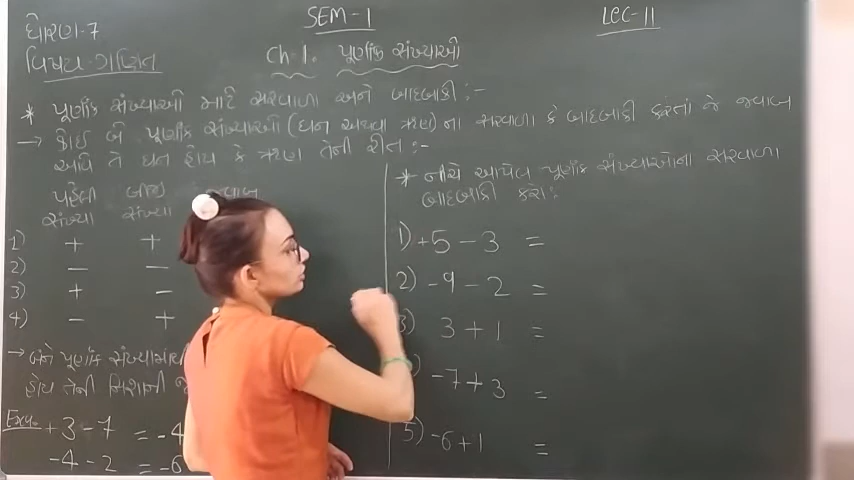 ધોરણ-7
SEM-1
Lec-11
વિષય-ગણિત
Ch 1. પૂર્ણાંક સંખ્યાઓ
* પૂર્ણાંક સંખ્યાઓ માટે સરવાળા અને બાદબાકી :-
→ કોઈ બે પૂર્ણાંક સંખ્યાઓ (ધન અથવા ઋણ) ના સરવાળા કે બાદબાકી કરતાં જે જવાબ
આવે તે ધન હોય કે ઋણ તેની રીત :-
પહેલી બીજી જવાબ
સંખ્યા સંખ્યા
1) + +
2) − −
3) + −
4) − +
→ બંને પૂર્ણાંક
હોય તેની નિશાની
Exa. +3 -7 = -4
-4 -2 = -6
* નીચે આપેલ પૂર્ણાંક સંખ્યાઓના સરવાળા
બાદબાકી કરો :
1) +5 - 3 =
2) -9 - 2 =
3) 3 + 1 =
-7 + 3 =
5) -6 + 1 =